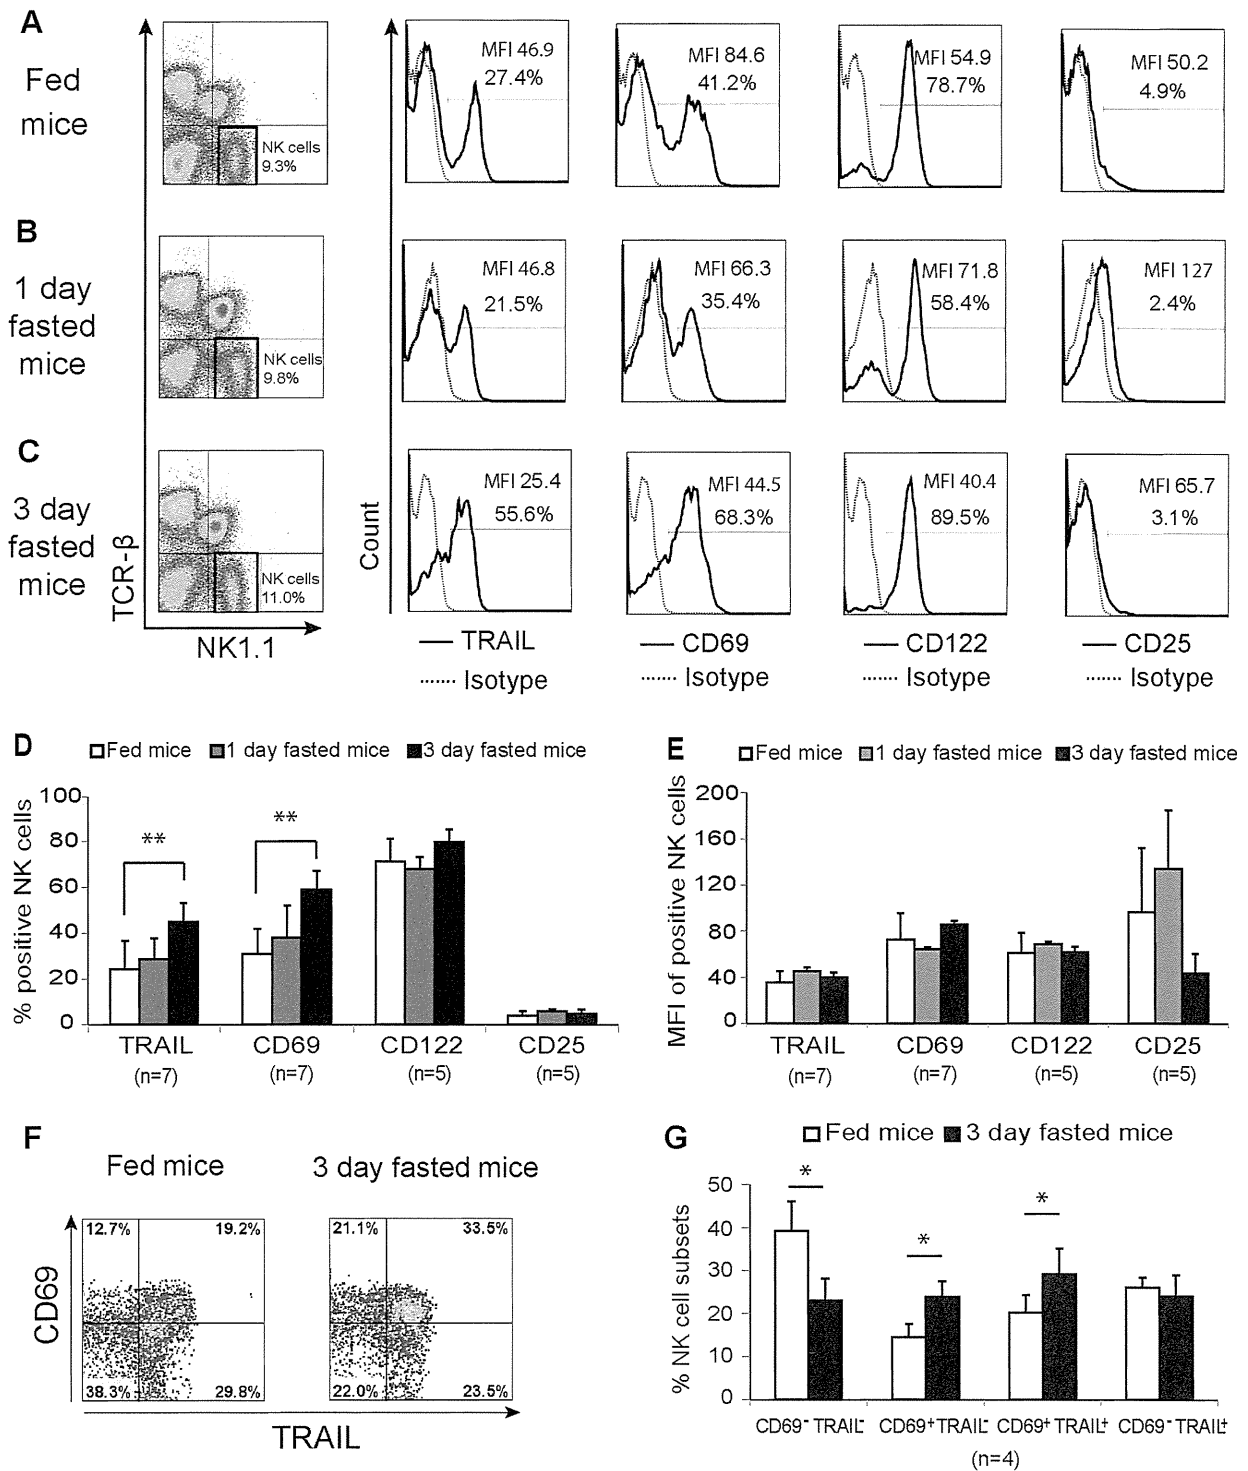 A
Fed
mice
NK cells
9.3%
MFI 46.9
27.4%
MFI 84.6
41.2%
MFI 54.9
78.7%
MFI 50.2
4.9%
B
1 day
fasted
mice
NK cells
9.8%
MFI 46.8
21.5%
MFI 66.3
35.4%
MFI 71.8
58.4%
MFI 127
2.4%
C
3 day
fasted
mice
NK cells
11.0%
MFI 25.4
55.6%
MFI 44.5
68.3%
MFI 40.4
89.5%
MFI 65.7
3.1%
TCR-β
NK1.1
Count
TRAIL
Isotype
CD69
Isotype
CD122
Isotype
CD25
Isotype
D
Fed mice 1 day fasted mice 3 day fasted mice
% positive NK cells
100
80
60
40
20
0
**
**
TRAIL CD69 CD122 CD25
(n=7) (n=7) (n=5) (n=5)
E
Fed mice 1 day fasted mice 3 day fasted mice
MFI of positive NK cells
200
160
120
80
40
0
TRAIL CD69 CD122 CD25
(n=7) (n=7) (n=5) (n=5)
F
Fed mice 3 day fasted mice
12.7% 19.2%
38.3% 29.8%
21.1% 33.5%
22.0% 23.5%
CD69
TRAIL
G
Fed mice 3 day fasted mice
% NK cell subsets
50
40
30
20
10
0
*
*
*
CD69⁻ TRAIL⁻ CD69⁺ TRAIL⁻ CD69⁺ TRAIL⁺ CD69⁻ TRAIL⁺
(n=4)